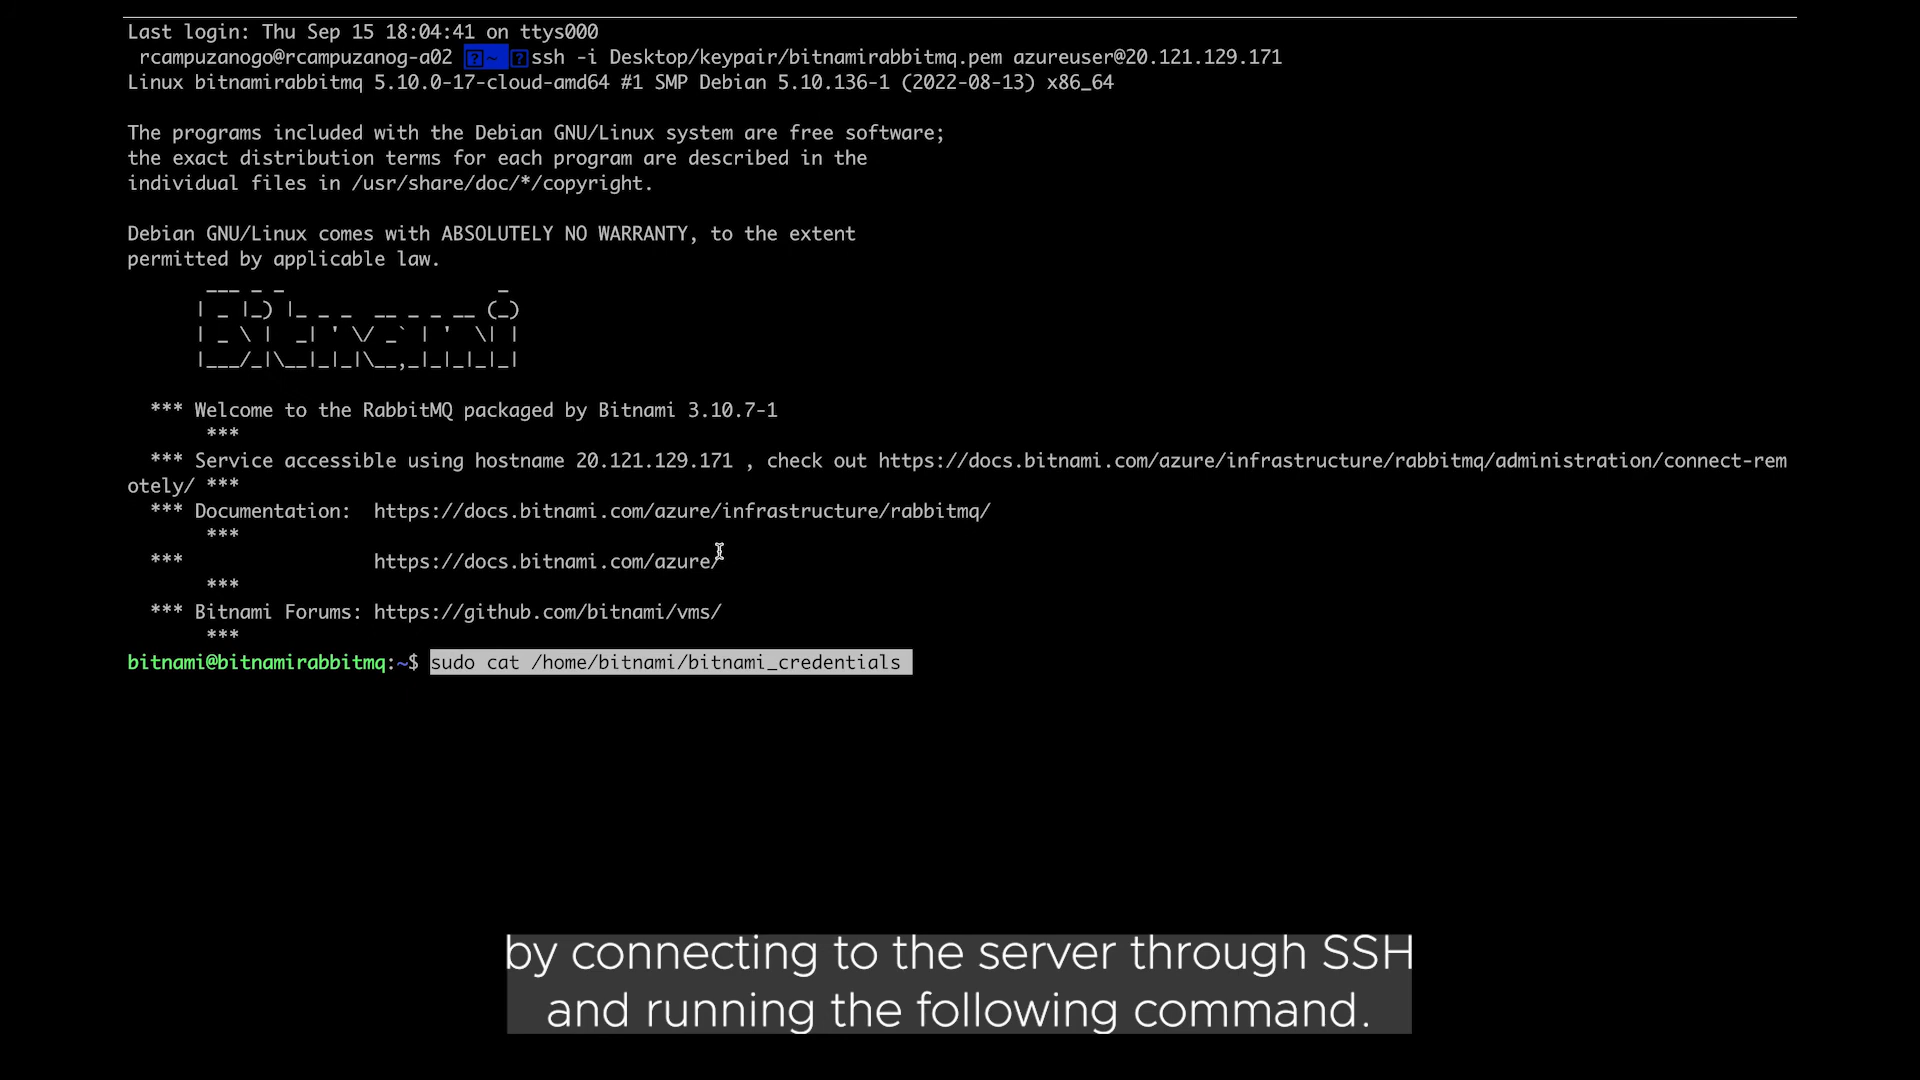 Last login: Thu Sep 15 18:04:41 on ttys000
rcampuzanogo@rcampuzanog-a02 ~ ssh -i Desktop/keypair/bitnamirabbitmq.pem azureuser@20.121.129.171
Linux bitnamirabbitmq 5.10.0-17-cloud-amd64 #1 SMP Debian 5.10.136-1 (2022-08-13) x86_64
The programs included with the Debian GNU/Linux system are free software;
the exact distribution terms for each program are described in the
individual files in /usr/share/doc/*/copyright.
Debian GNU/Linux comes with ABSOLUTELY NO WARRANTY, to the extent
permitted by applicable law.
       ___ _ _                   _
      | _ |_) |_ _ _  __ _ _ __ (_)
      | _ \ |  _| ' \/ _` | ' \| |
      |___/_|\__|_|_|\__,_|_|_|_|_|
*** Welcome to the RabbitMQ packaged by Bitnami 3.10.7-1
***
*** Service accessible using hostname 20.121.129.171 , check out https://docs.bitnami.com/azure/infrastructure/rabbitmq/administration/connect-rem
otely/ ***
*** Documentation:  https://docs.bitnami.com/azure/infrastructure/rabbitmq/
***
***                 https://docs.bitnami.com/azure/
***
*** Bitnami Forums: https://github.com/bitnami/vms/
***
bitnami@bitnamirabbitmq:~$ sudo cat /home/bitnami/bitnami_credentials
by connecting to the server through SSH
and running the following command.